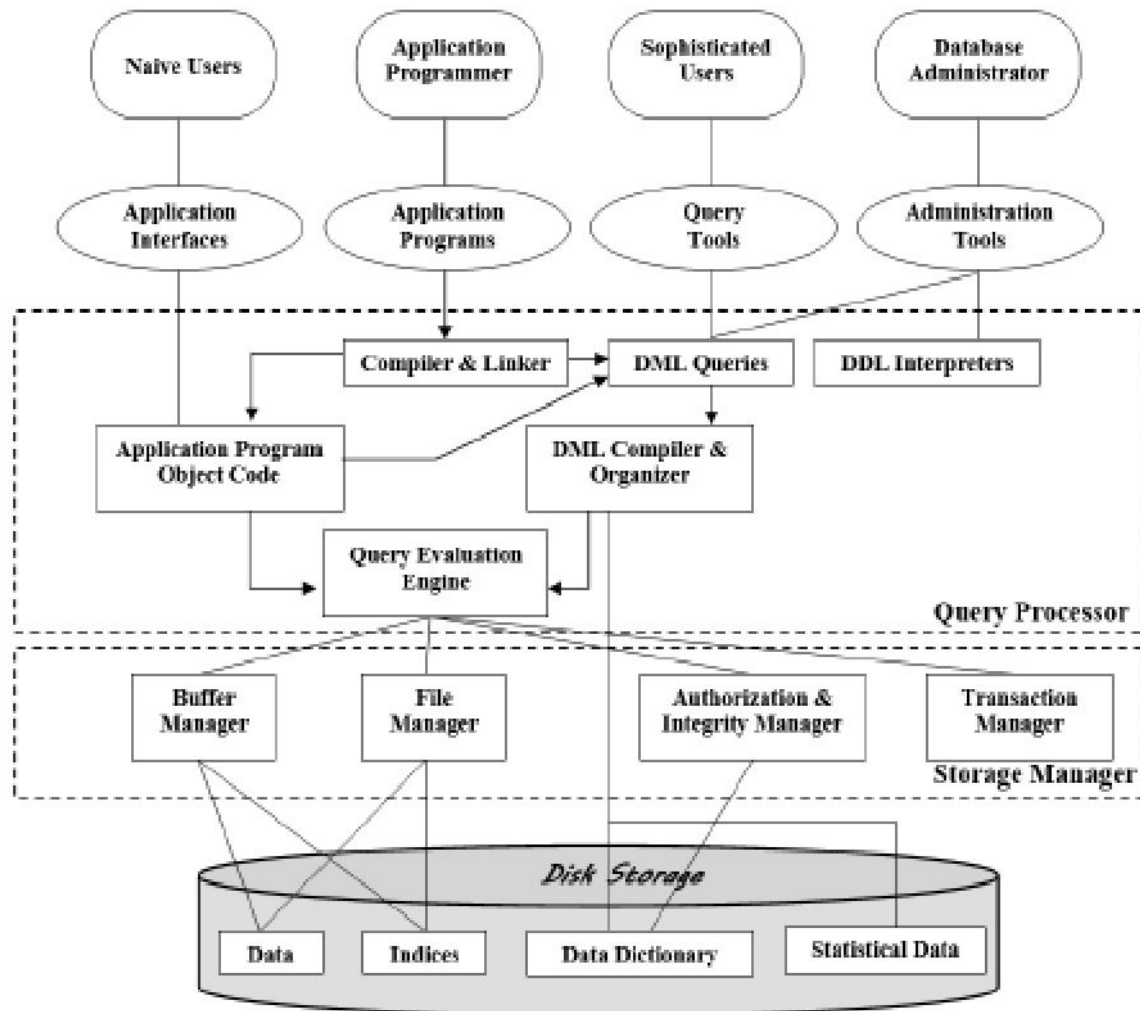 Naive Users
Application
Programmer
Sophisticated
Users
Database
Administrator
Application
Interfaces
Application
Programs
Query
Tools
Administration
Tools
Compiler & Linker
DML Queries
DDL Interpreters
Application Program
Object Code
DML Compiler &
Organizer
Query Evaluation
Engine
Query Processor
Buffer
Manager
File
Manager
Authorization &
Integrity Manager
Transaction
Manager
Storage Manager
Disk Storage
Data
Indices
Data Dictionary
Statistical Data